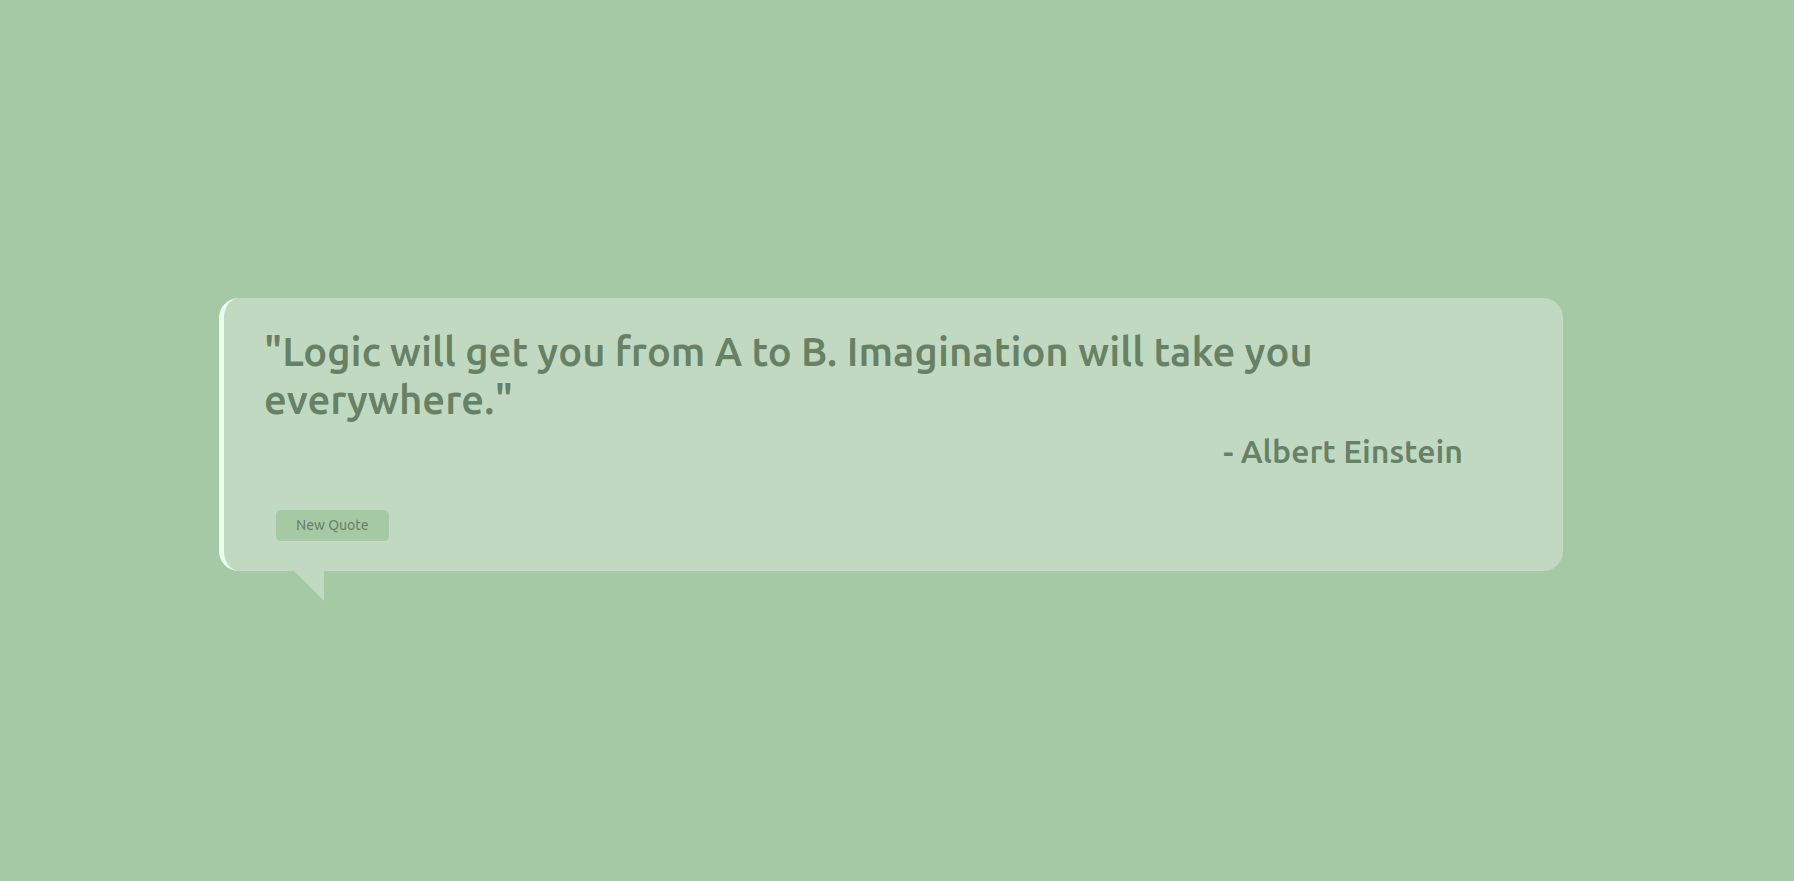 "Logic will get you from A to B. Imagination will take you
everywhere."
- Albert Einstein
New Quote